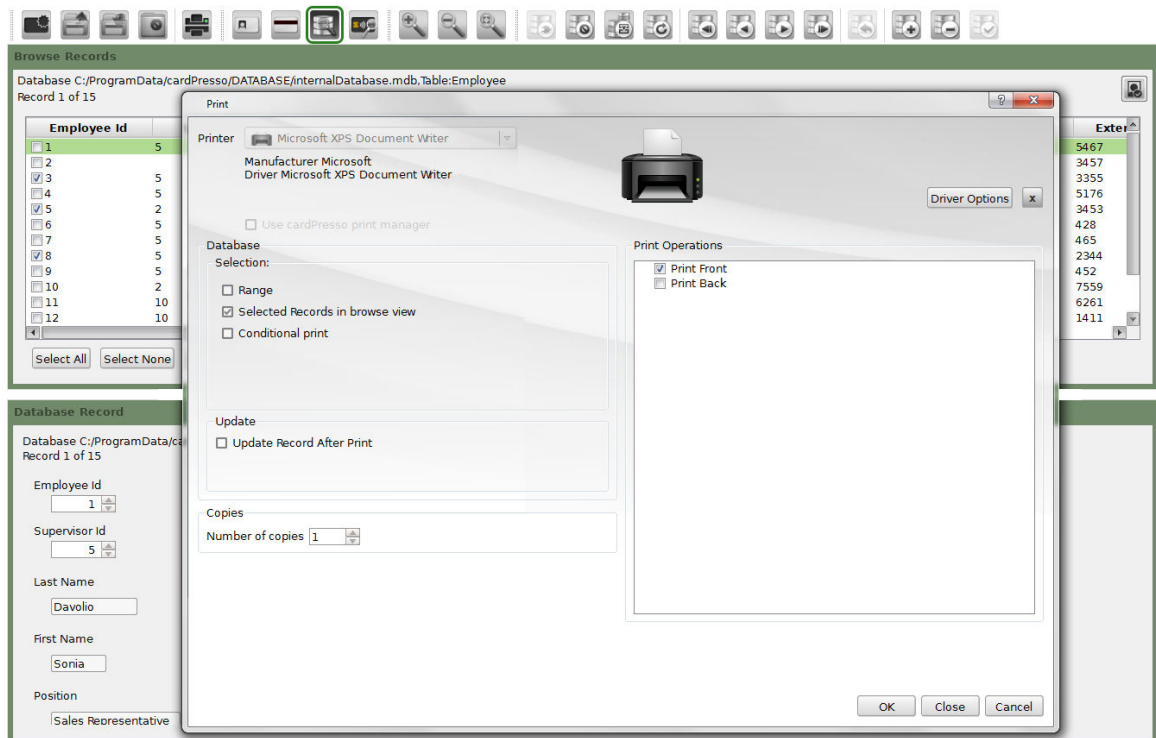 Browse Records
Database C:/ProgramData/cardPresso/DATABASE/internalDatabase.mdb,Table:Employee
Record 1 of 15
Print
Employee Id
Printer Microsoft XPS Document Writer
Manufacturer Microsoft
Driver Microsoft XPS Document Writer
Driver Options x
Use cardPresso print manager
1 5 5467
2 3457
3 5 3355
4 5 5176
5 2 3453
6 5 428
7 5 465
8 5 2344
9 5 452
10 2 7559
11 10 6261
12 10 1411
Select All Select None
Database
Selection:
Range
Selected Records in browse view
Conditional print
Update
Update Record After Print
Copies
Number of copies 1
Print Operations
Print Front
Print Back
OK Close Cancel
Database Record
Record 1 of 15
Employee Id
1
Supervisor Id
5
Last Name
Davolio
First Name
Sonia
Position
Sales Representative